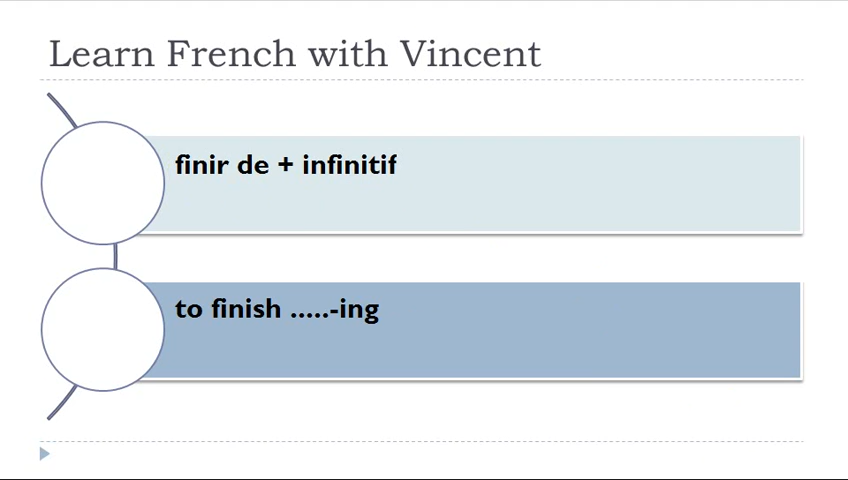 Learn French with Vincent
finir de + infinitif
to finish .....-ing